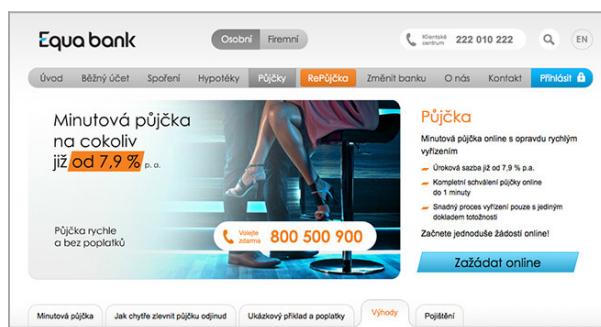 Equa bank
Osobní Firemní
Klientské centrum 222 010 222
EN
Úvod Běžný účet Spoření Hypotéky Půjčky RePůjčka Změnit banku O nás Kontakt Přihlásit
Minutová půjčka
na cokoliv
již od 7,9 % p. a.
Půjčka rychle
a bez poplatků
Volejte zdarma 800 500 900
Půjčka
Minutová půjčka online s opravdu rychlým
vyřízením
Úroková sazba již od 7,9 % p.a.
Kompletní schválení půjčky online
do 1 minuty
Snadný proces vyřízení pouze s jediným
dokladem totožnosti
Začnete jednoduše žádostí online!
Zažádat online
Minutová půjčka Jak chytře zlevnit půjčku odjinud Ukázkový příklad a poplatky Výhody Pojištění